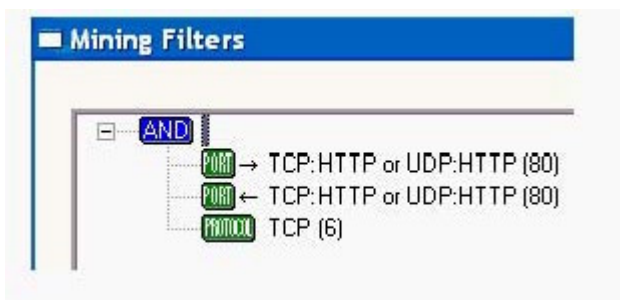 Mining Filters
AND
PORT → TCP:HTTP or UDP:HTTP (80)
PORT ← TCP:HTTP or UDP:HTTP (80)
PROTOCOL TCP (6)